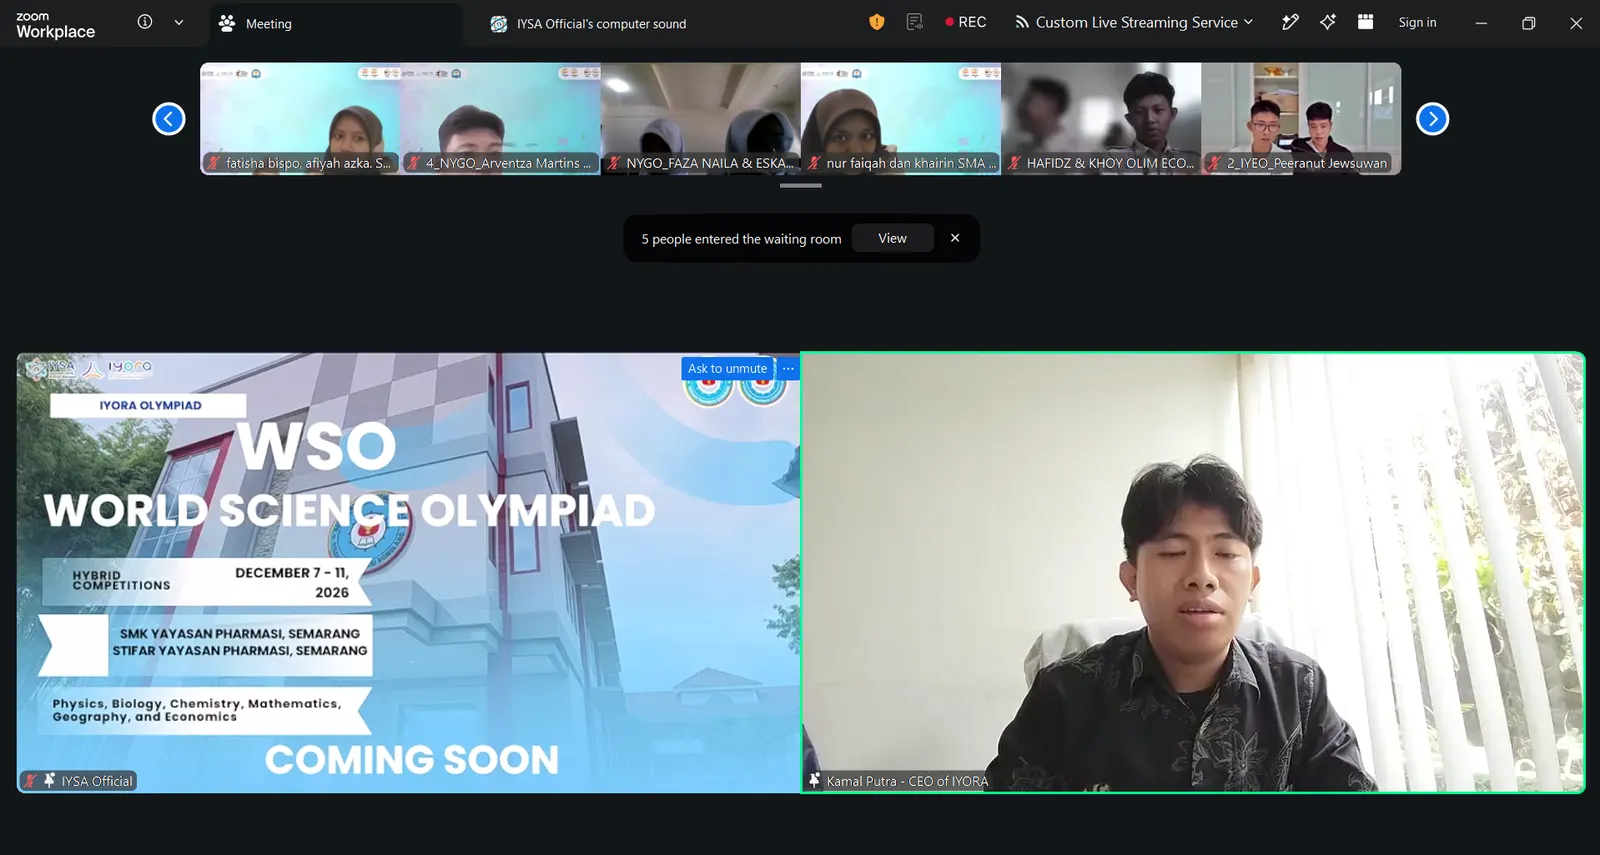 zoom
Workplace
Meeting
IYSA Official's computer sound
REC
Custom Live Streaming Service
Sign in
fatisha bispo, afiyah azka. S...
4_NYGO_Arventza Martins ...
NYGO_FAZA NAILA & ESKA...
nur faiqah dan khairin SMA ...
HAFIDZ & KHOY OLIM ECO...
2_IYEO_Peeranut Jewsuwan
5 people entered the waiting room
View
IYSA
IYORA
Ask to unmute
IYORA OLYMPIAD
WSO
WORLD SCIENCE OLYMPIAD
HYBRID
COMPETITIONS
DECEMBER 7 - 11,
2026
SMK YAYASAN PHARMASI, SEMARANG
STIFAR YAYASAN PHARMASI, SEMARANG
Physics, Biology, Chemistry, Mathematics,
Geography, and Economics
COMING SOON
IYSA Official
Kamal Putra - CEO of IYORA